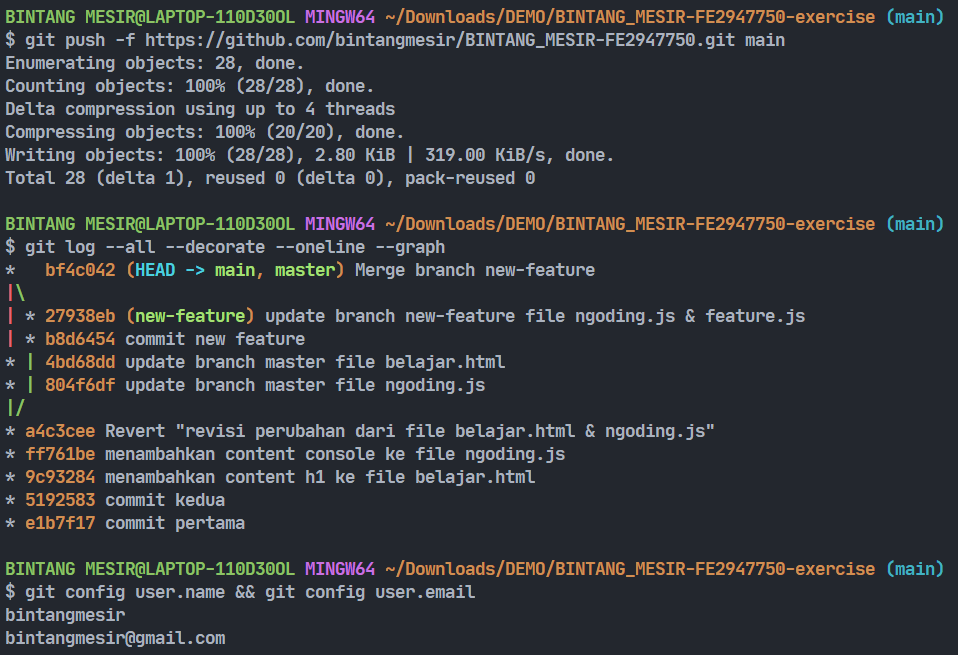 BINTANG MESIR@LAPTOP-110D30OL MINGW64 ~/Downloads/DEMO/BINTANG_MESIR-FE2947750-exercise (main)
$ git push -f https://github.com/bintangmesir/BINTANG_MESIR-FE2947750.git main
Enumerating objects: 28, done.
Counting objects: 100% (28/28), done.
Delta compression using up to 4 threads
Compressing objects: 100% (20/20), done.
Writing objects: 100% (28/28), 2.80 KiB | 319.00 KiB/s, done.
Total 28 (delta 1), reused 0 (delta 0), pack-reused 0

BINTANG MESIR@LAPTOP-110D30OL MINGW64 ~/Downloads/DEMO/BINTANG_MESIR-FE2947750-exercise (main)
$ git log --all --decorate --oneline --graph
*   bf4c042 (HEAD -> main, master) Merge branch new-feature
|\
| * 27938eb (new-feature) update branch new-feature file ngoding.js & feature.js
| * b8d6454 commit new feature
* | 4bd68dd update branch master file belajar.html
* | 804f6df update branch master file ngoding.js
|/
* a4c3cee Revert "revisi perubahan dari file belajar.html & ngoding.js"
* ff761be menambahkan content console ke file ngoding.js
* 9c93284 menambahkan content h1 ke file belajar.html
* 5192583 commit kedua
* e1b7f17 commit pertama

BINTANG MESIR@LAPTOP-110D30OL MINGW64 ~/Downloads/DEMO/BINTANG_MESIR-FE2947750-exercise (main)
$ git config user.name && git config user.email
bintangmesir
bintangmesir@gmail.com